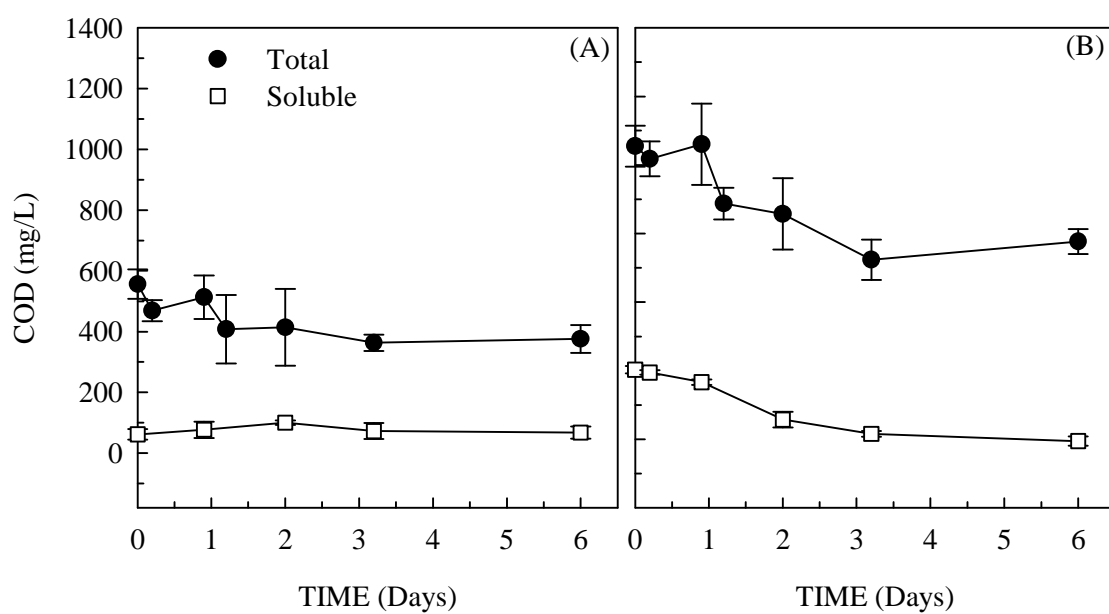 1400
1200
1000
800
600
400
200
0
COD (mg/L)
Total
Soluble
(A)
(B)
0 1 2 3 4 5 6
0 1 2 3 4 5 6
TIME (Days)
TIME (Days)